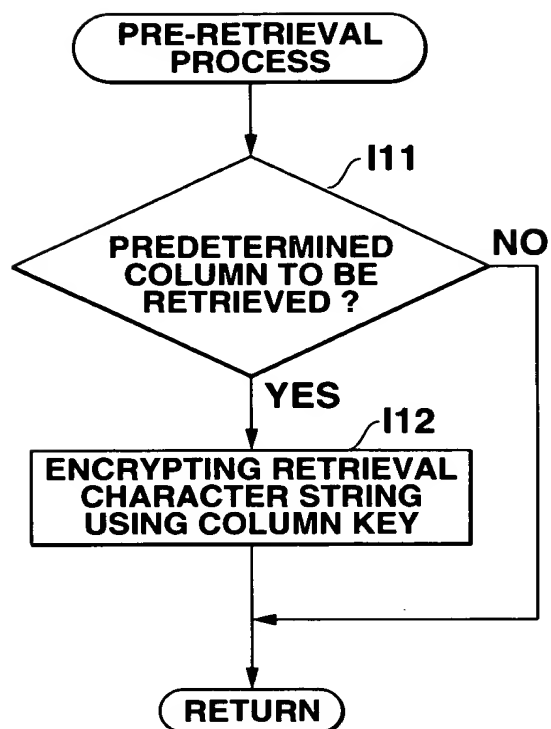 PRE-RETRIEVAL
PROCESS
I11
PREDETERMINED
COLUMN TO BE
RETRIEVED ?
NO
YES
I12
ENCRYPTING RETRIEVAL
CHARACTER STRING
USING COLUMN KEY
RETURN